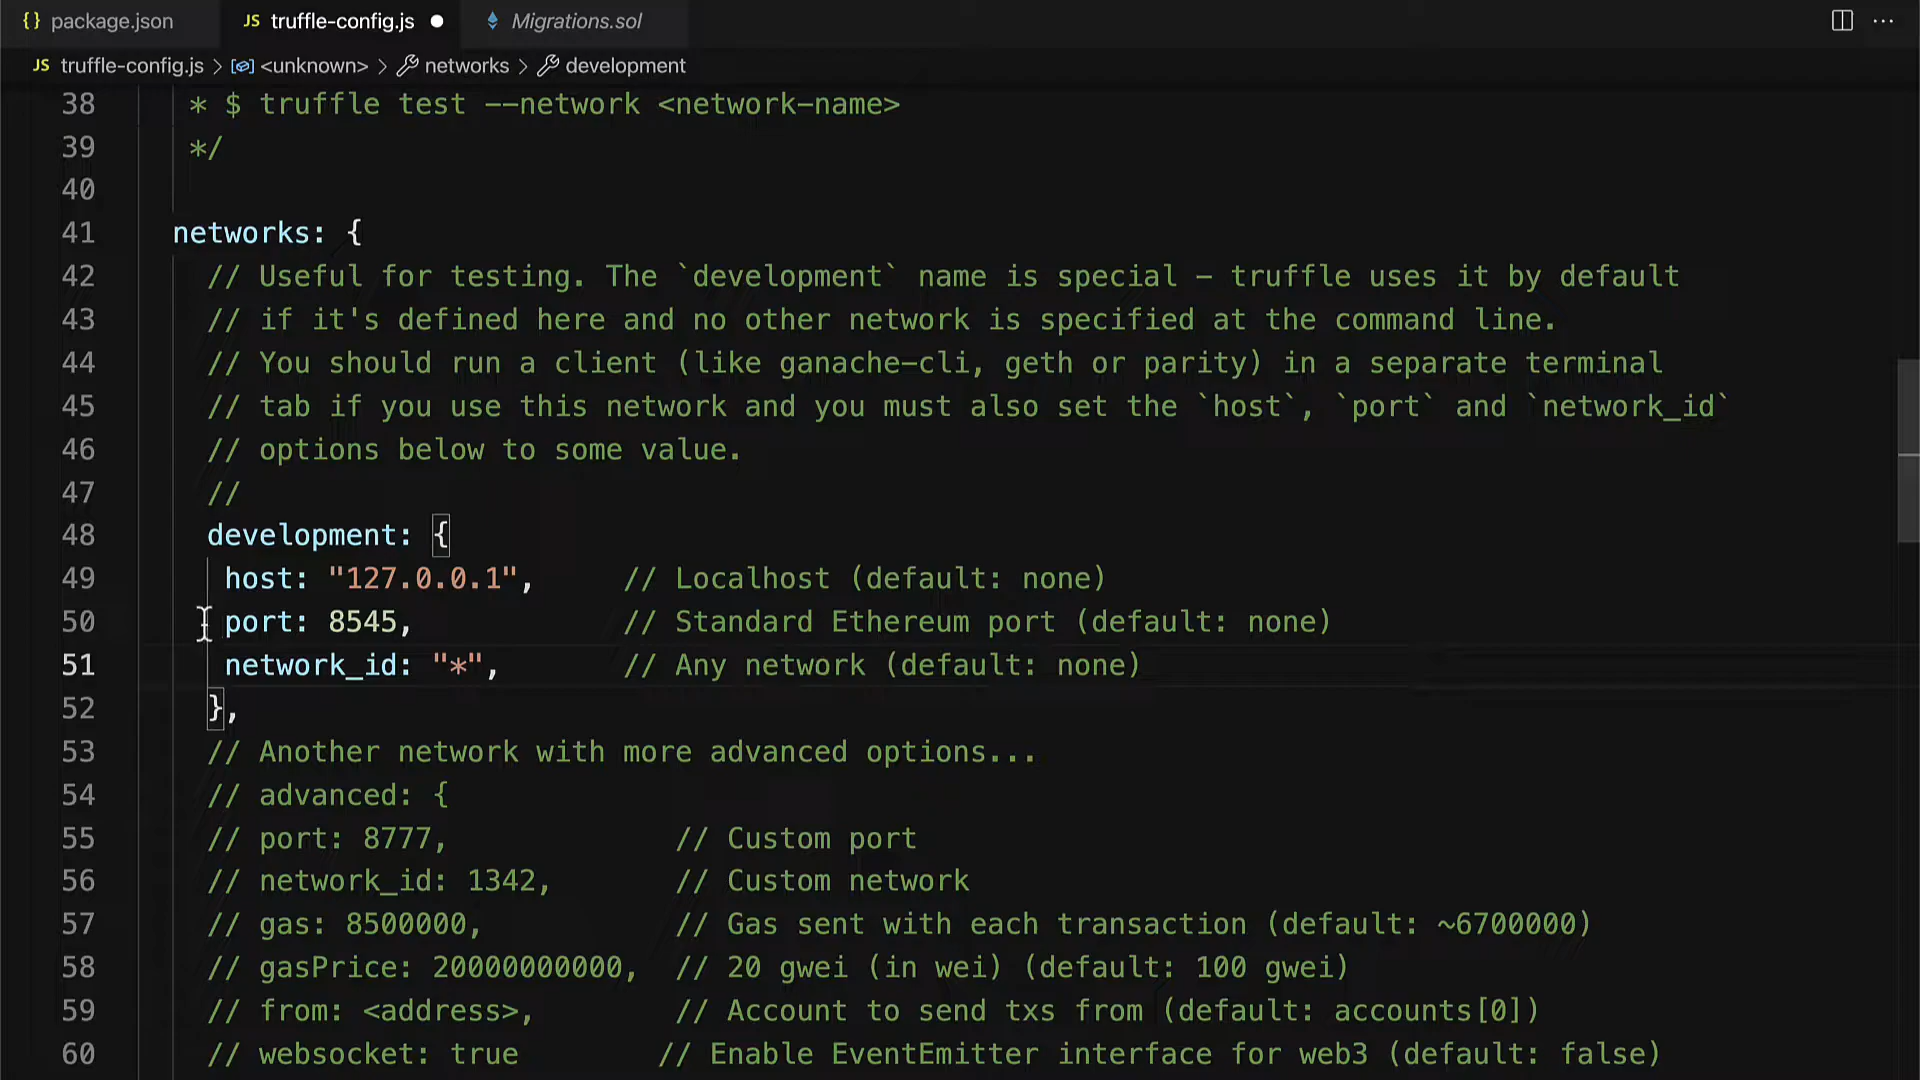 {} package.json
JS truffle-config.js ●
Migrations.sol
JS truffle-config.js > <unknown> > networks > development
38 * $ truffle test --network <network-name>
39 */
40
41 networks: {
42 // Useful for testing. The `development` name is special - truffle uses it by default
43 // if it's defined here and no other network is specified at the command line.
44 // You should run a client (like ganache-cli, geth or parity) in a separate terminal
45 // tab if you use this network and you must also set the `host`, `port` and `network_id`
46 // options below to some value.
47 //
48 development: {
49 host: "127.0.0.1", // Localhost (default: none)
50 port: 8545, // Standard Ethereum port (default: none)
51 network_id: "*", // Any network (default: none)
52 },
53 // Another network with more advanced options...
54 // advanced: {
55 // port: 8777, // Custom port
56 // network_id: 1342, // Custom network
57 // gas: 8500000, // Gas sent with each transaction (default: ~6700000)
58 // gasPrice: 20000000000, // 20 gwei (in wei) (default: 100 gwei)
59 // from: <address>, // Account to send txs from (default: accounts[0])
60 // websocket: true // Enable EventEmitter interface for web3 (default: false)